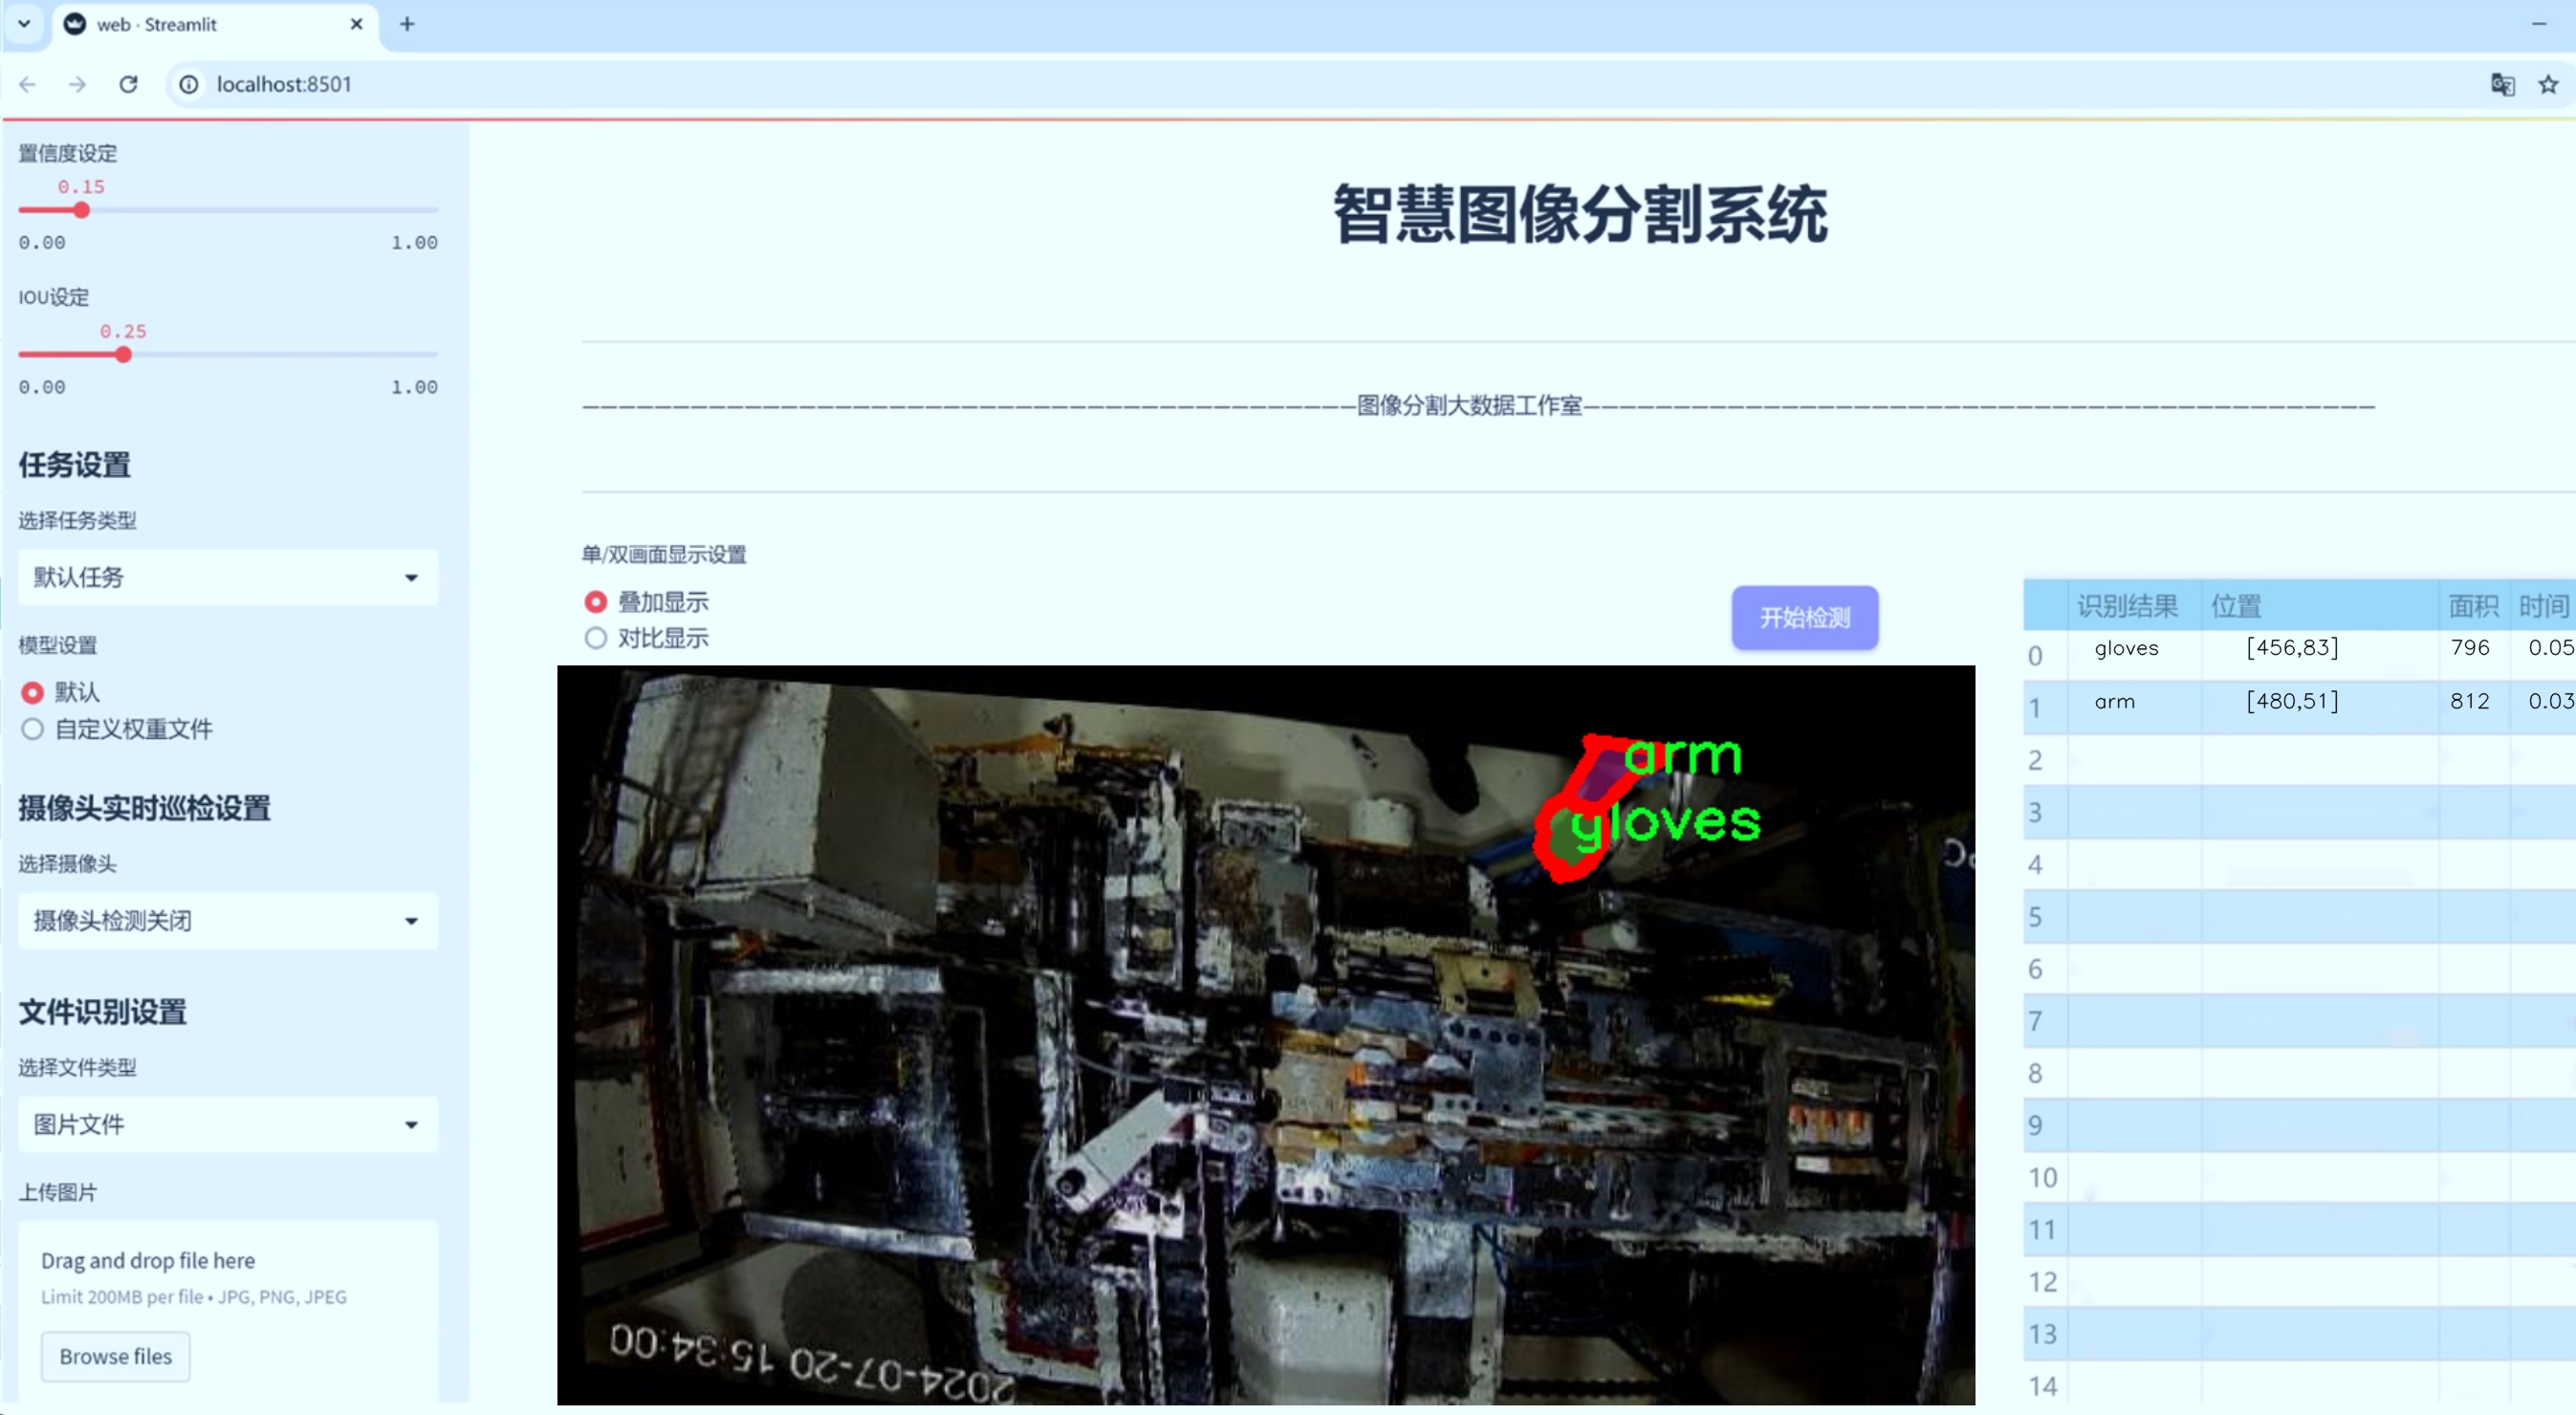 web · Streamlit
localhost:8501
置信度设定
0.15
0.00 1.00
IOU设定
0.25
0.00 1.00
任务设置
选择任务类型
默认任务
模型设置
默认
自定义权重文件
摄像头实时巡检设置
选择摄像头
摄像头检测关闭
文件识别设置
选择文件类型
图片文件
上传图片
Drag and drop file here
Limit 200MB per file • JPG, PNG, JPEG
Browse files
智慧图像分割系统
———————————————————————————————————————————图像分割大数据工作室————————————————————————————————————————————
单/双画面显示设置
叠加显示
对比显示
开始检测
arm
gloves
2024-07-20 15:34:00
识别结果 位置 面积 时间
0 gloves [456,83] 796 0.05
1 arm [480,51] 812 0.03
2
3
4
5
6
7
8
9
10
11
12
13
14